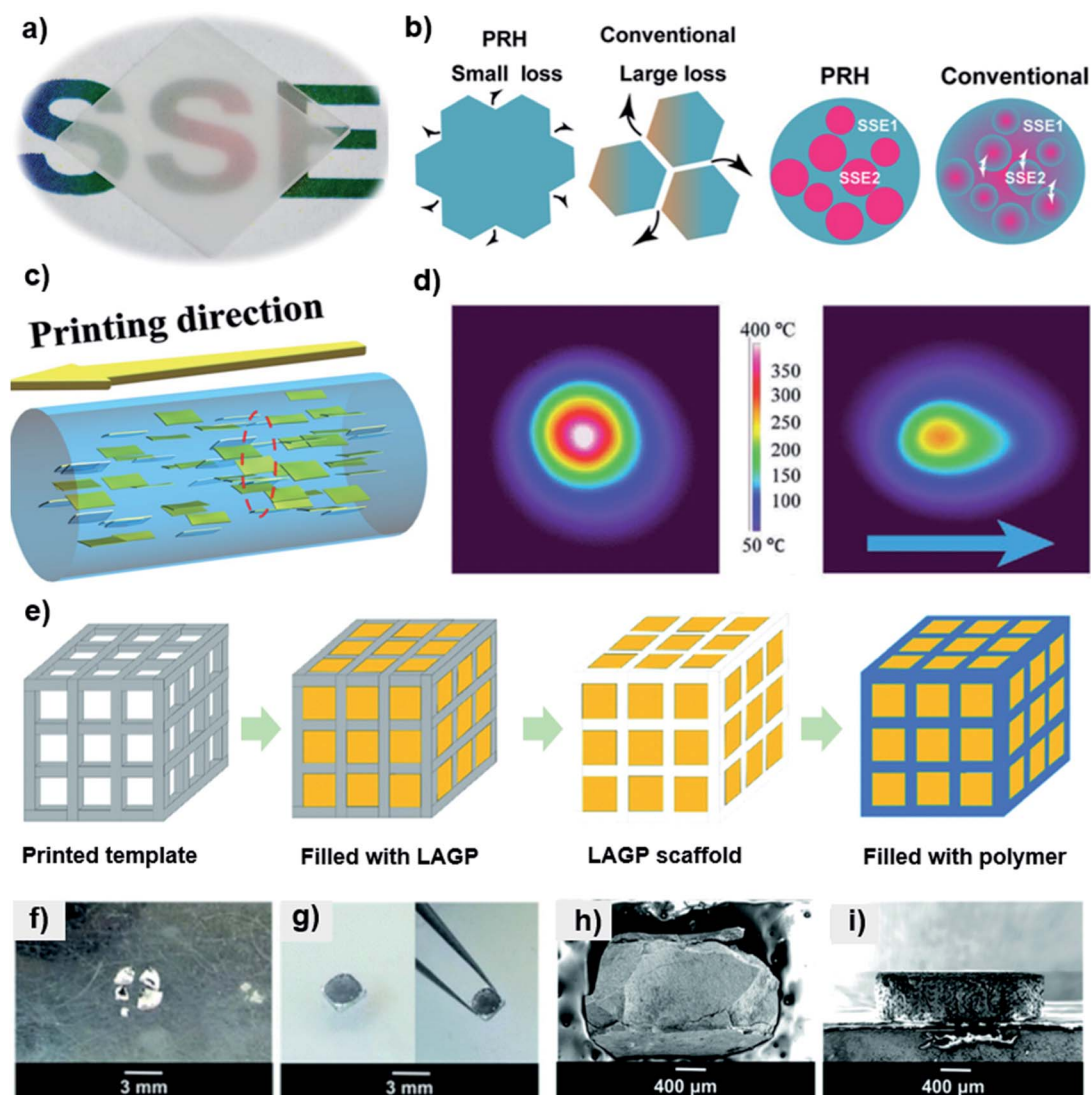 a)
SSE
b)
PRH
Small loss
Conventional
Large loss
PRH
SSE1
SSE2
Conventional
SSE1
SSE2
c)
Printing direction
d)
400 °C
350
300
250
200
150
100
50 °C
e)
Printed template
Filled with LAGP
LAGP scaffold
Filled with polymer
f)
3 mm
g)
3 mm
h)
400 µm
i)
400 µm